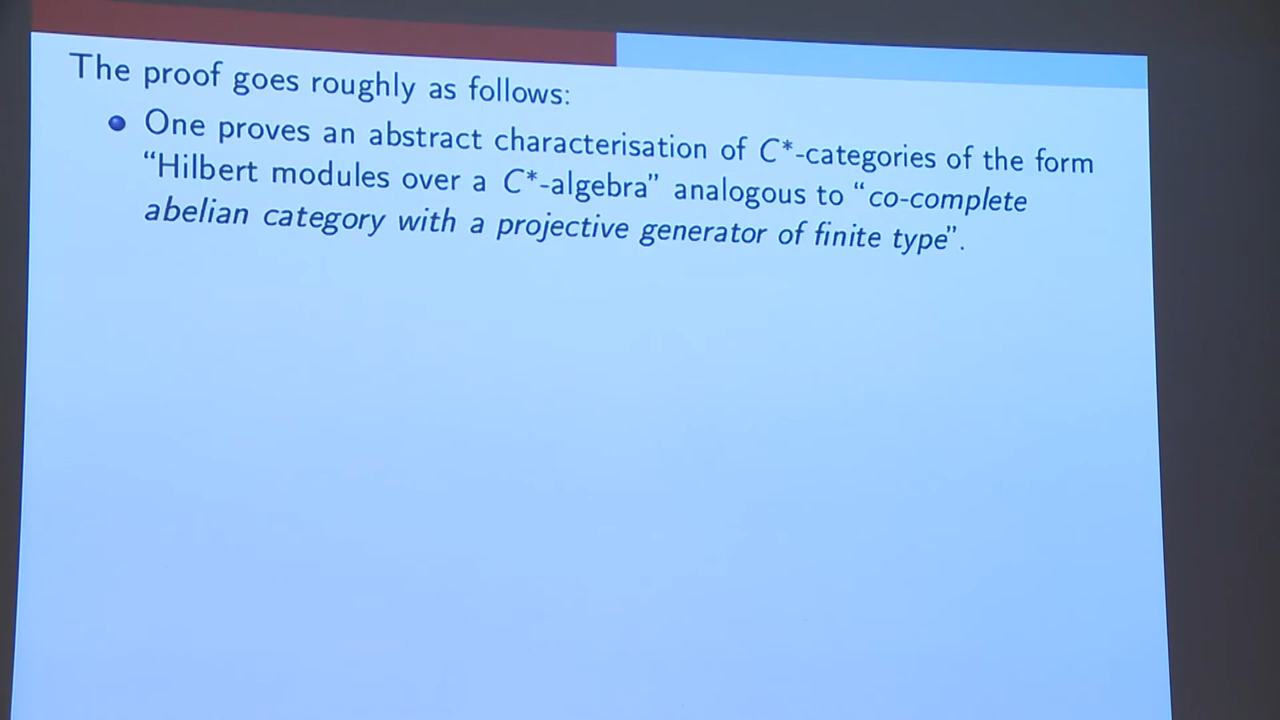 The proof goes roughly as follows:
One proves an abstract characterisation of C*-categories of the form
“Hilbert modules over a C*-algebra” analogous to “co-complete
abelian category with a projective generator of finite type”.